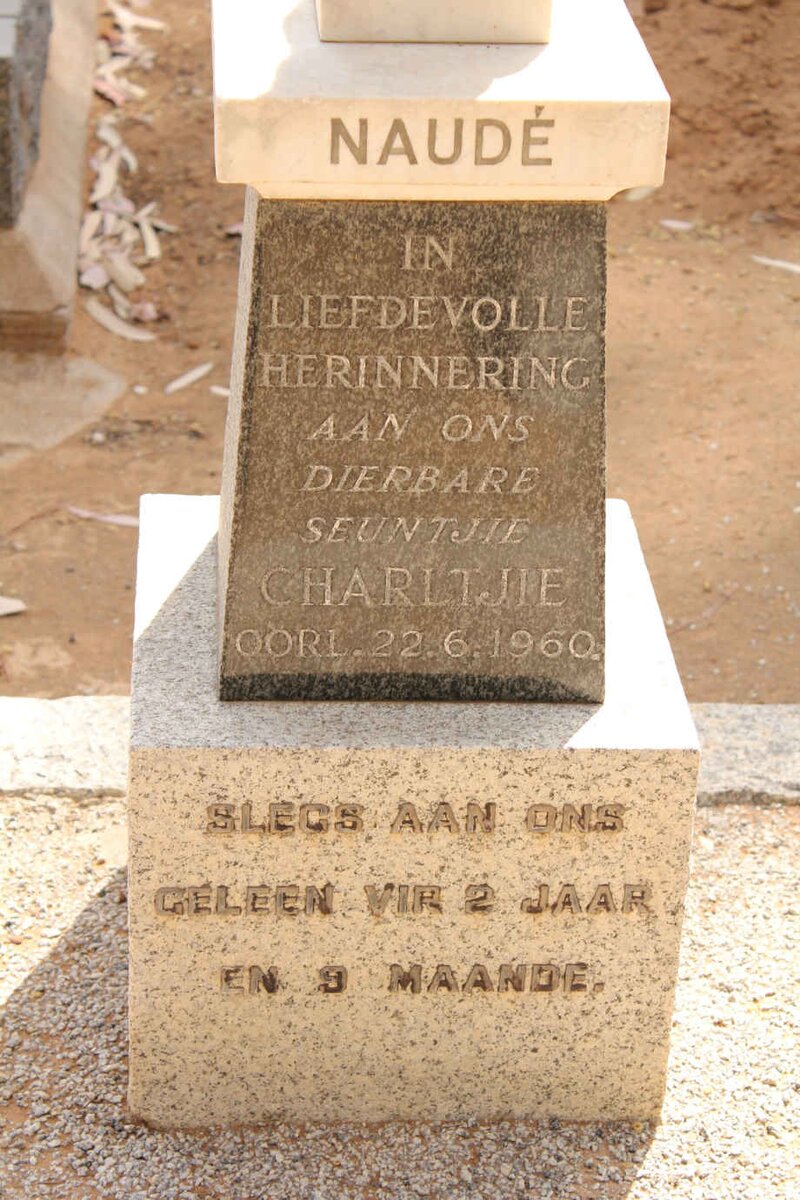 NAUDÉ
IN
LIEFDEVOLLE
HERINNERING
AAN ONS
DIERBARE
SEUNTJIE
CHARLTJIE
OORL. 22.6.1960.
SLEGS AAN ONS
GELEEN VIR 2 JAAR
EN 9 MAANDE.